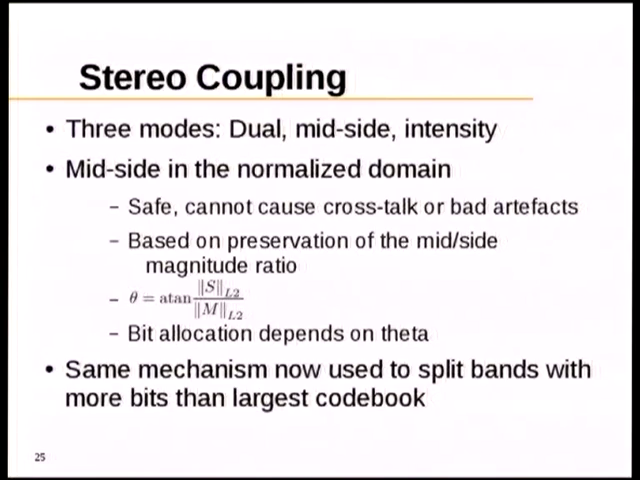 Stereo Coupling
• Three modes: Dual, mid-side, intensity
• Mid-side in the normalized domain
– Safe, cannot cause cross-talk or bad artefacts
– Based on preservation of the mid/side
magnitude ratio
– θ = atan ‖S‖_L2 / ‖M‖_L2
– Bit allocation depends on theta
• Same mechanism now used to split bands with
more bits than largest codebook
25